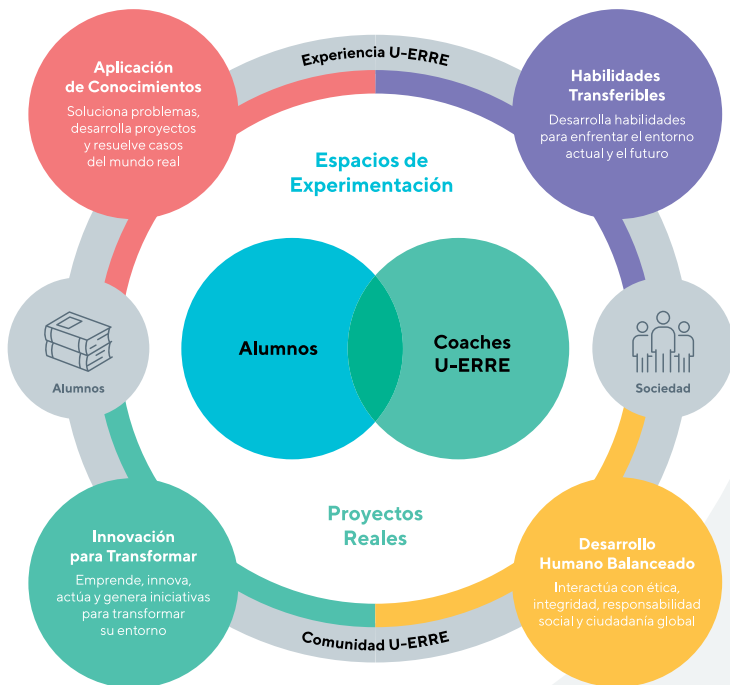 Experiencia U-ERRE
Aplicación
de Conocimientos
Soluciona problemas,
desarrolla proyectos
y resuelve casos
del mundo real
Habilidades
Transferibles
Desarrolla habilidades
para enfrentar el entorno
actual y el futuro
Espacios de
Experimentación
Alumnos
Coaches
U-ERRE
Alumnos
Sociedad
Proyectos
Reales
Innovación
para Transformar
Emprende, innova,
actúa y genera iniciativas
para transformar
su entorno
Desarrollo
Humano Balanceado
Interactúa con ética,
integridad, responsabilidad
social y ciudadanía global
Comunidad U-ERRE